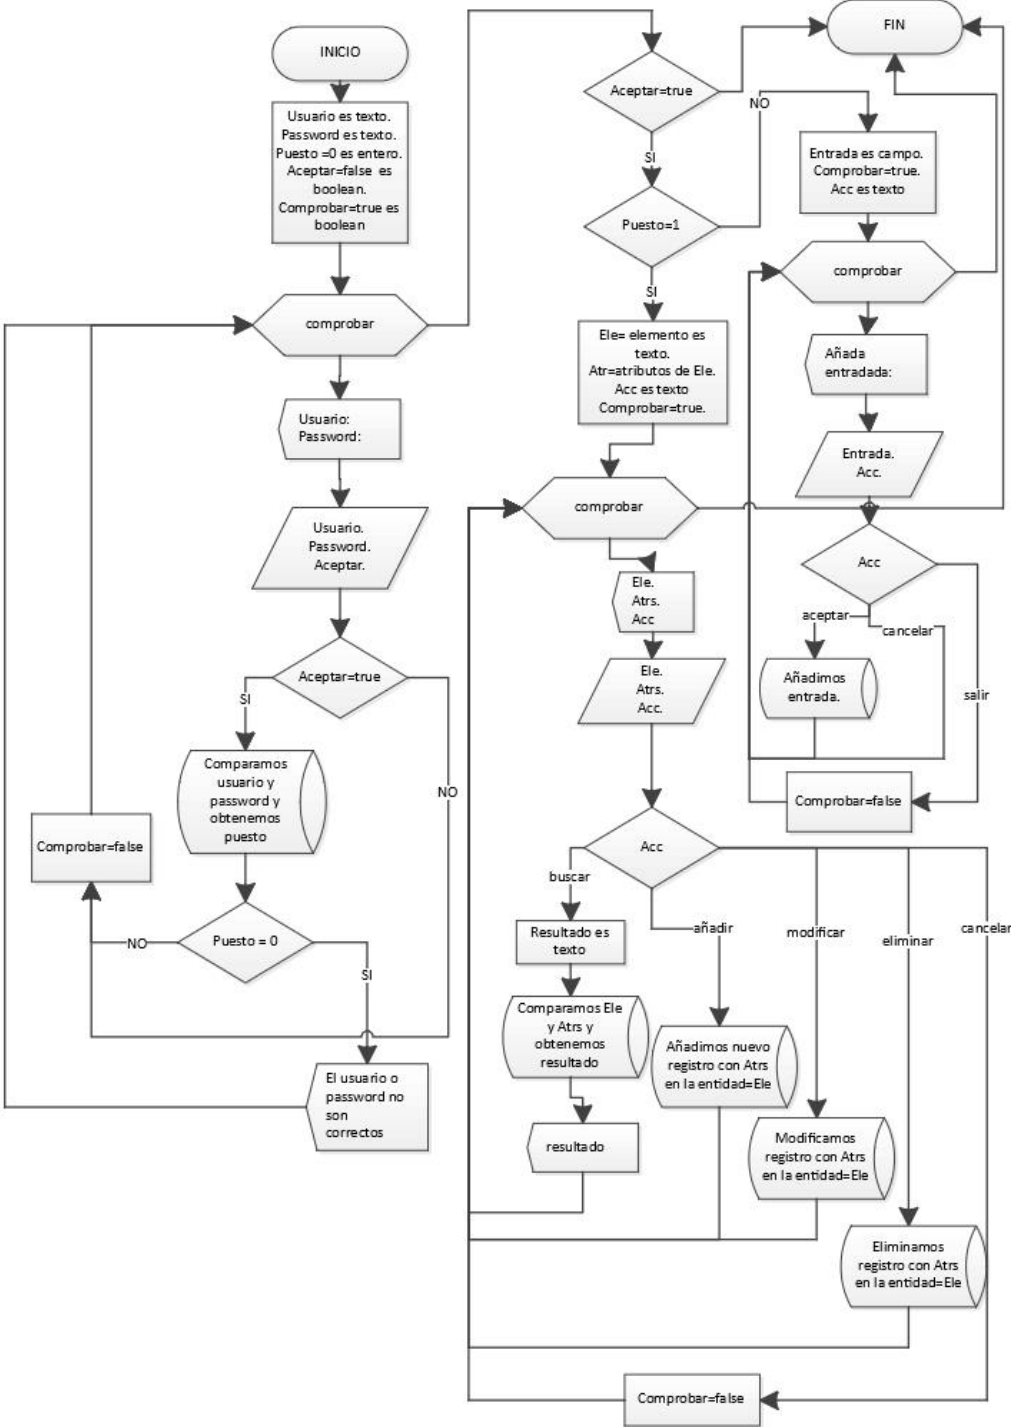 INICIO
Usuario es texto.
Password es texto.
Puesto =0 es entero.
Aceptar=false es
boolean.
Comprobar=true es
boolean
comprobar
Usuario:
Password:
Usuario.
Password.
Aceptar.
Aceptar=true
SI
NO
Comparamos
usuario y
password y
obtenemos
puesto
Comprobar=false
Puesto = 0
NO
SI
El usuario o
password no
son
correctos
Aceptar=true
SI
Puesto=1
NO
SI
FIN
Ele= elemento es
texto.
Atr=atributos de Ele.
Acc es texto
Comprobar=true.
comprobar
Ele.
Atrs.
Acc
Ele.
Atrs.
Acc.
Acc
buscar
añadir
modificar
eliminar
cancelar
Resultado es
texto
Comparamos Ele
y Atrs y
obtenemos
resultado
resultado
Añadimos nuevo
registro con Atrs
en la entidad=Ele
Modificamos
registro con Atrs
en la entidad=Ele
Eliminamos
registro con Atrs
en la entidad=Ele
Comprobar=false
Entrada es campo.
Comprobar=true.
Acc es texto
comprobar
Añada
entradada:
Entrada.
Acc.
Acc
aceptar
cancelar
salir
Añadimos
entrada.
Comprobar=false